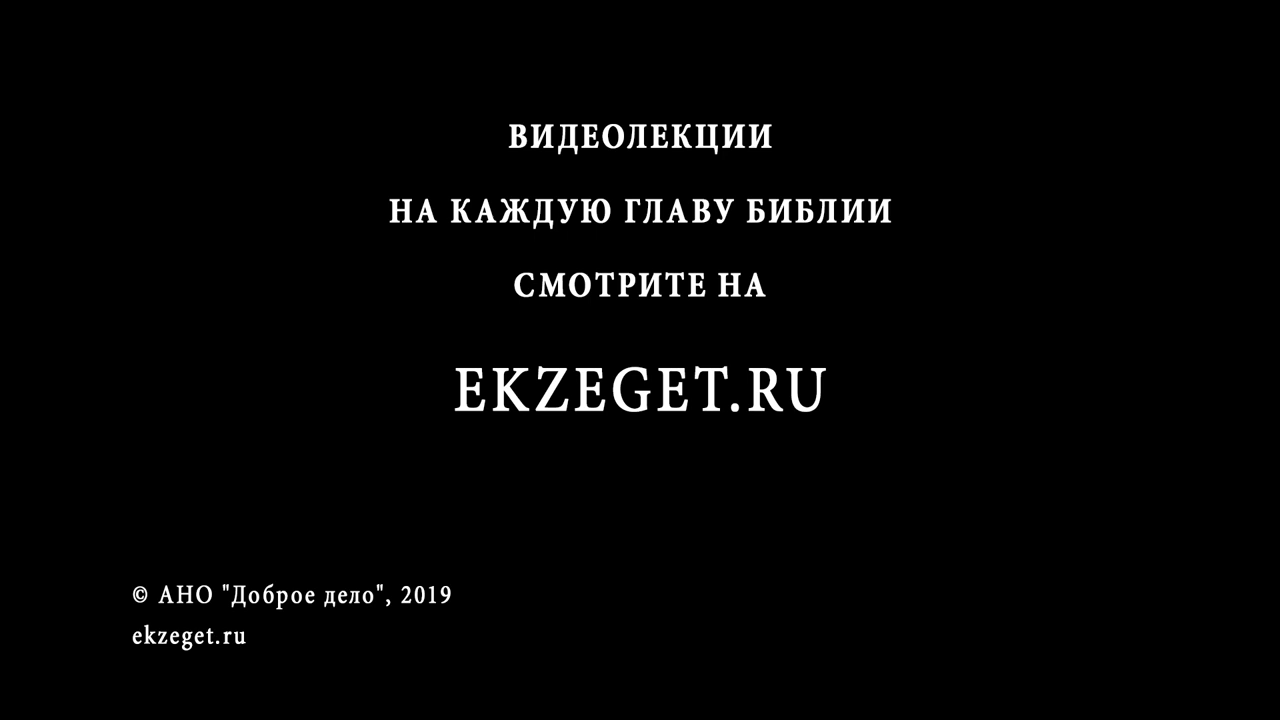 ВИДЕОЛЕКЦИИ
НА КАЖДУЮ ГЛАВУ БИБЛИИ
СМОТРИТЕ НА
EKZEGET.RU
© АНО "Доброе дело", 2019
ekzeget.ru